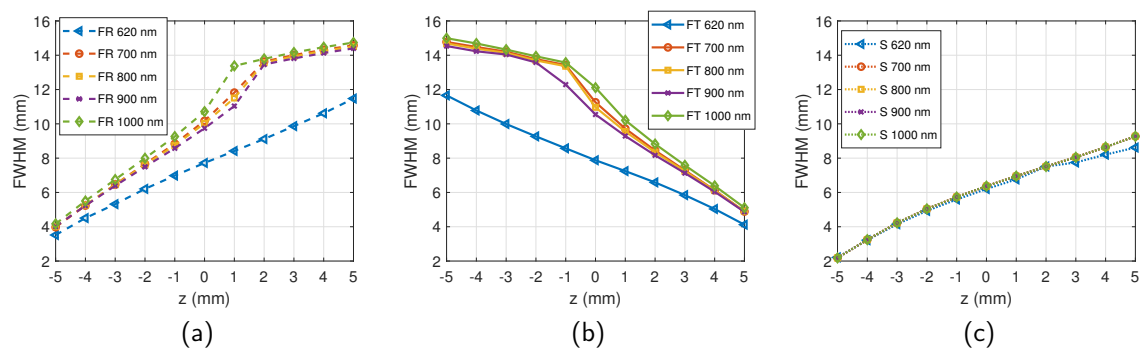 16
14
12
10
8
6
4
2
FWHM (mm)
-5 -4 -3 -2 -1 0 1 2 3 4 5
z (mm)
FR 620 nm
FR 700 nm
FR 800 nm
FR 900 nm
FR 1000 nm
(a)
16
14
12
10
8
6
4
2
FWHM (mm)
-5 -4 -3 -2 -1 0 1 2 3 4 5
z (mm)
FT 620 nm
FT 700 nm
FT 800 nm
FT 900 nm
FT 1000 nm
(b)
16
14
12
10
8
6
4
2
FWHM (mm)
-5 -4 -3 -2 -1 0 1 2 3 4 5
z (mm)
S 620 nm
S 700 nm
S 800 nm
S 900 nm
S 1000 nm
(c)